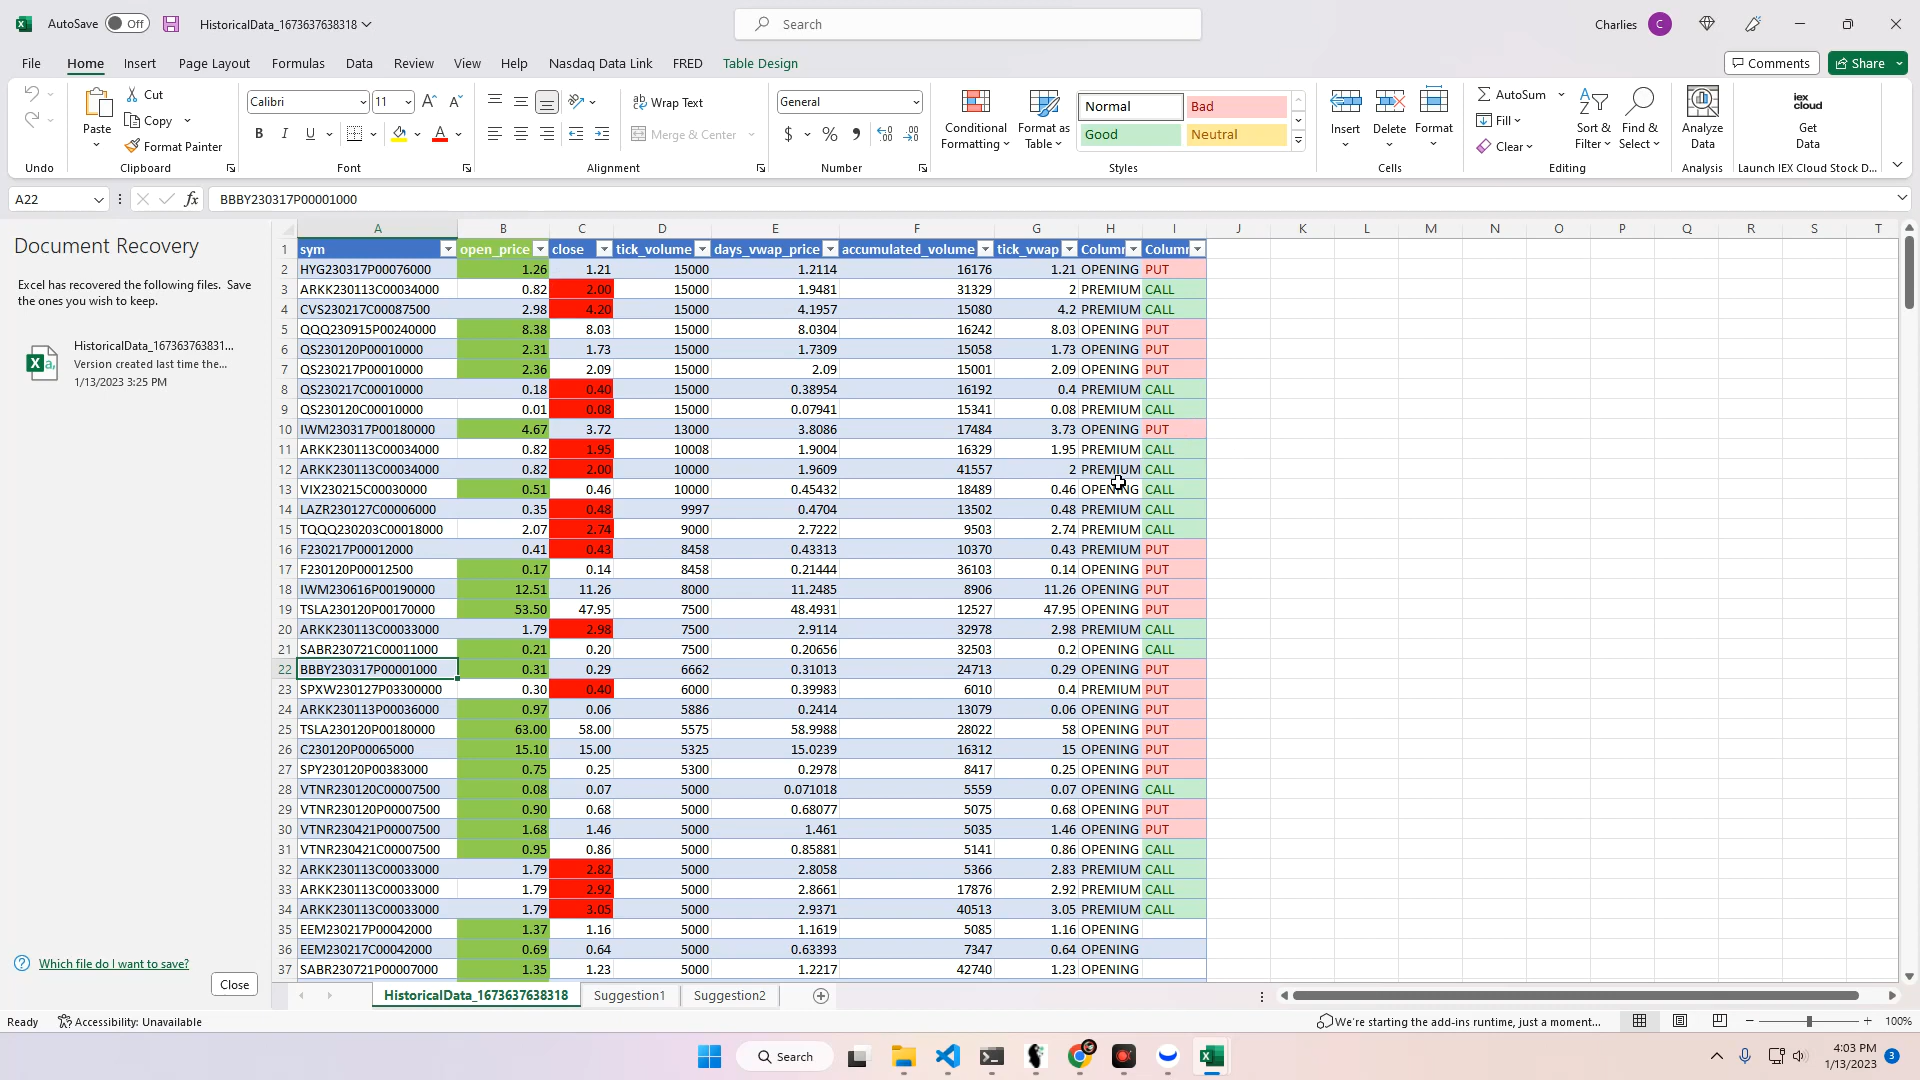 AutoSave Off HistoricalData_1673637638318 Search Charlies C
File Home Insert Page Layout Formulas Data Review View Help Nasdaq Data Link FRED Table Design Comments Share
Paste Cut Copy Format Painter Calibri 11 B I U A Wrap Text Merge & Center General $ % Conditional Formatting Format as Table Normal Bad Good Neutral Insert Delete Format AutoSum Fill Clear Sort & Filter Find & Select Analyze Data iex cloud Get Data
Undo Clipboard Font Alignment Number Styles Cells Editing Analysis Launch IEX Cloud Stock D...
A22 fx BBBY230317P00001000
Document Recovery
Excel has recovered the following files. Save
the ones you wish to keep.
HistoricalData_167363763831...
Version created last time the...
1/13/2023 3:25 PM
Which file do I want to save?
Close
A B C D E F G H I J K L M N O P Q R S T
1 sym open_price close tick_volume days_vwap_price accumulated_volume tick_vwap Column Column
2 HYG230317P00076000 1.26 1.21 15000 1.2114 16176 1.21 OPENING PUT
3 ARKK230113C00034000 0.82 2.00 15000 1.9481 31329 2 PREMIUM CALL
4 CVS230217C00087500 2.98 4.20 15000 4.1957 15080 4.2 PREMIUM CALL
5 QQQ230915P00240000 8.38 8.03 15000 8.0304 16242 8.03 OPENING PUT
6 QS230120P00010000 2.31 1.73 15000 1.7309 15058 1.73 OPENING PUT
7 QS230217P00010000 2.36 2.09 15000 2.09 15001 2.09 OPENING PUT
8 QS230217C00010000 0.18 0.40 15000 0.38954 16192 0.4 PREMIUM CALL
9 QS230120C00010000 0.01 0.08 15000 0.07941 15341 0.08 PREMIUM CALL
10 IWM230317P00180000 4.67 3.72 13000 3.8086 17484 3.73 OPENING PUT
11 ARKK230113C00034000 0.82 1.95 10008 1.9004 16329 1.95 PREMIUM CALL
12 ARKK230113C00034000 0.82 2.00 10000 1.9609 41557 2 PREMIUM CALL
13 VIX230215C00030000 0.51 0.46 10000 0.45432 18489 0.46 OPENING CALL
14 LAZR230127C00006000 0.35 0.48 9997 0.4704 13502 0.48 PREMIUM CALL
15 TQQQ230203C00018000 2.07 2.74 9000 2.7222 9503 2.74 PREMIUM CALL
16 F230217P00012000 0.41 0.43 8458 0.43313 10370 0.43 PREMIUM PUT
17 F230120P00012500 0.17 0.14 8458 0.21444 36103 0.14 OPENING PUT
18 IWM230616P00190000 12.51 11.26 8000 11.2485 8906 11.26 OPENING PUT
19 TSLA230120P00170000 53.50 47.95 7500 48.4931 12527 47.95 OPENING PUT
20 ARKK230113C00033000 1.79 2.98 7500 2.9114 32978 2.98 PREMIUM CALL
21 SABR230721C00011000 0.21 0.20 7500 0.20656 32503 0.2 OPENING CALL
22 BBBY230317P00001000 0.31 0.29 6662 0.31013 24713 0.29 OPENING PUT
23 SPXW230127P03300000 0.30 0.40 6000 0.39983 6010 0.4 PREMIUM PUT
24 ARKK230113P00036000 0.97 0.06 5886 0.2414 13079 0.06 OPENING PUT
25 TSLA230120P00180000 63.00 58.00 5575 58.9988 28022 58 OPENING PUT
26 C230120P00065000 15.10 15.00 5325 15.0239 16312 15 OPENING PUT
27 SPY230120P00383000 0.75 0.25 5300 0.2978 8417 0.25 OPENING PUT
28 VTNR230120C00007500 0.08 0.07 5000 0.071018 5559 0.07 OPENING CALL
29 VTNR230120P00007500 0.90 0.68 5000 0.68077 5075 0.68 OPENING PUT
30 VTNR230421P00007500 1.68 1.46 5000 1.461 5035 1.46 OPENING PUT
31 VTNR230421C00007500 0.95 0.86 5000 0.85881 5141 0.86 OPENING CALL
32 ARKK230113C00033000 1.79 2.82 5000 2.8058 5366 2.83 PREMIUM CALL
33 ARKK230113C00033000 1.79 2.92 5000 2.8661 17876 2.92 PREMIUM CALL
34 ARKK230113C00033000 1.79 3.05 5000 2.9371 40513 3.05 PREMIUM CALL
35 EEM230217P00042000 1.37 1.16 5000 1.1619 5085 1.16 OPENING
36 EEM230217C00042000 0.69 0.64 5000 0.63393 7347 0.64 OPENING
37 SABR230721P00007000 1.35 1.23 5000 1.2217 42740 1.23 OPENING
HistoricalData_1673637638318 Suggestion1 Suggestion2
Ready Accessibility: Unavailable We're starting the add-ins runtime, just a moment... 100%
Search 4:03 PM
1/13/2023 3